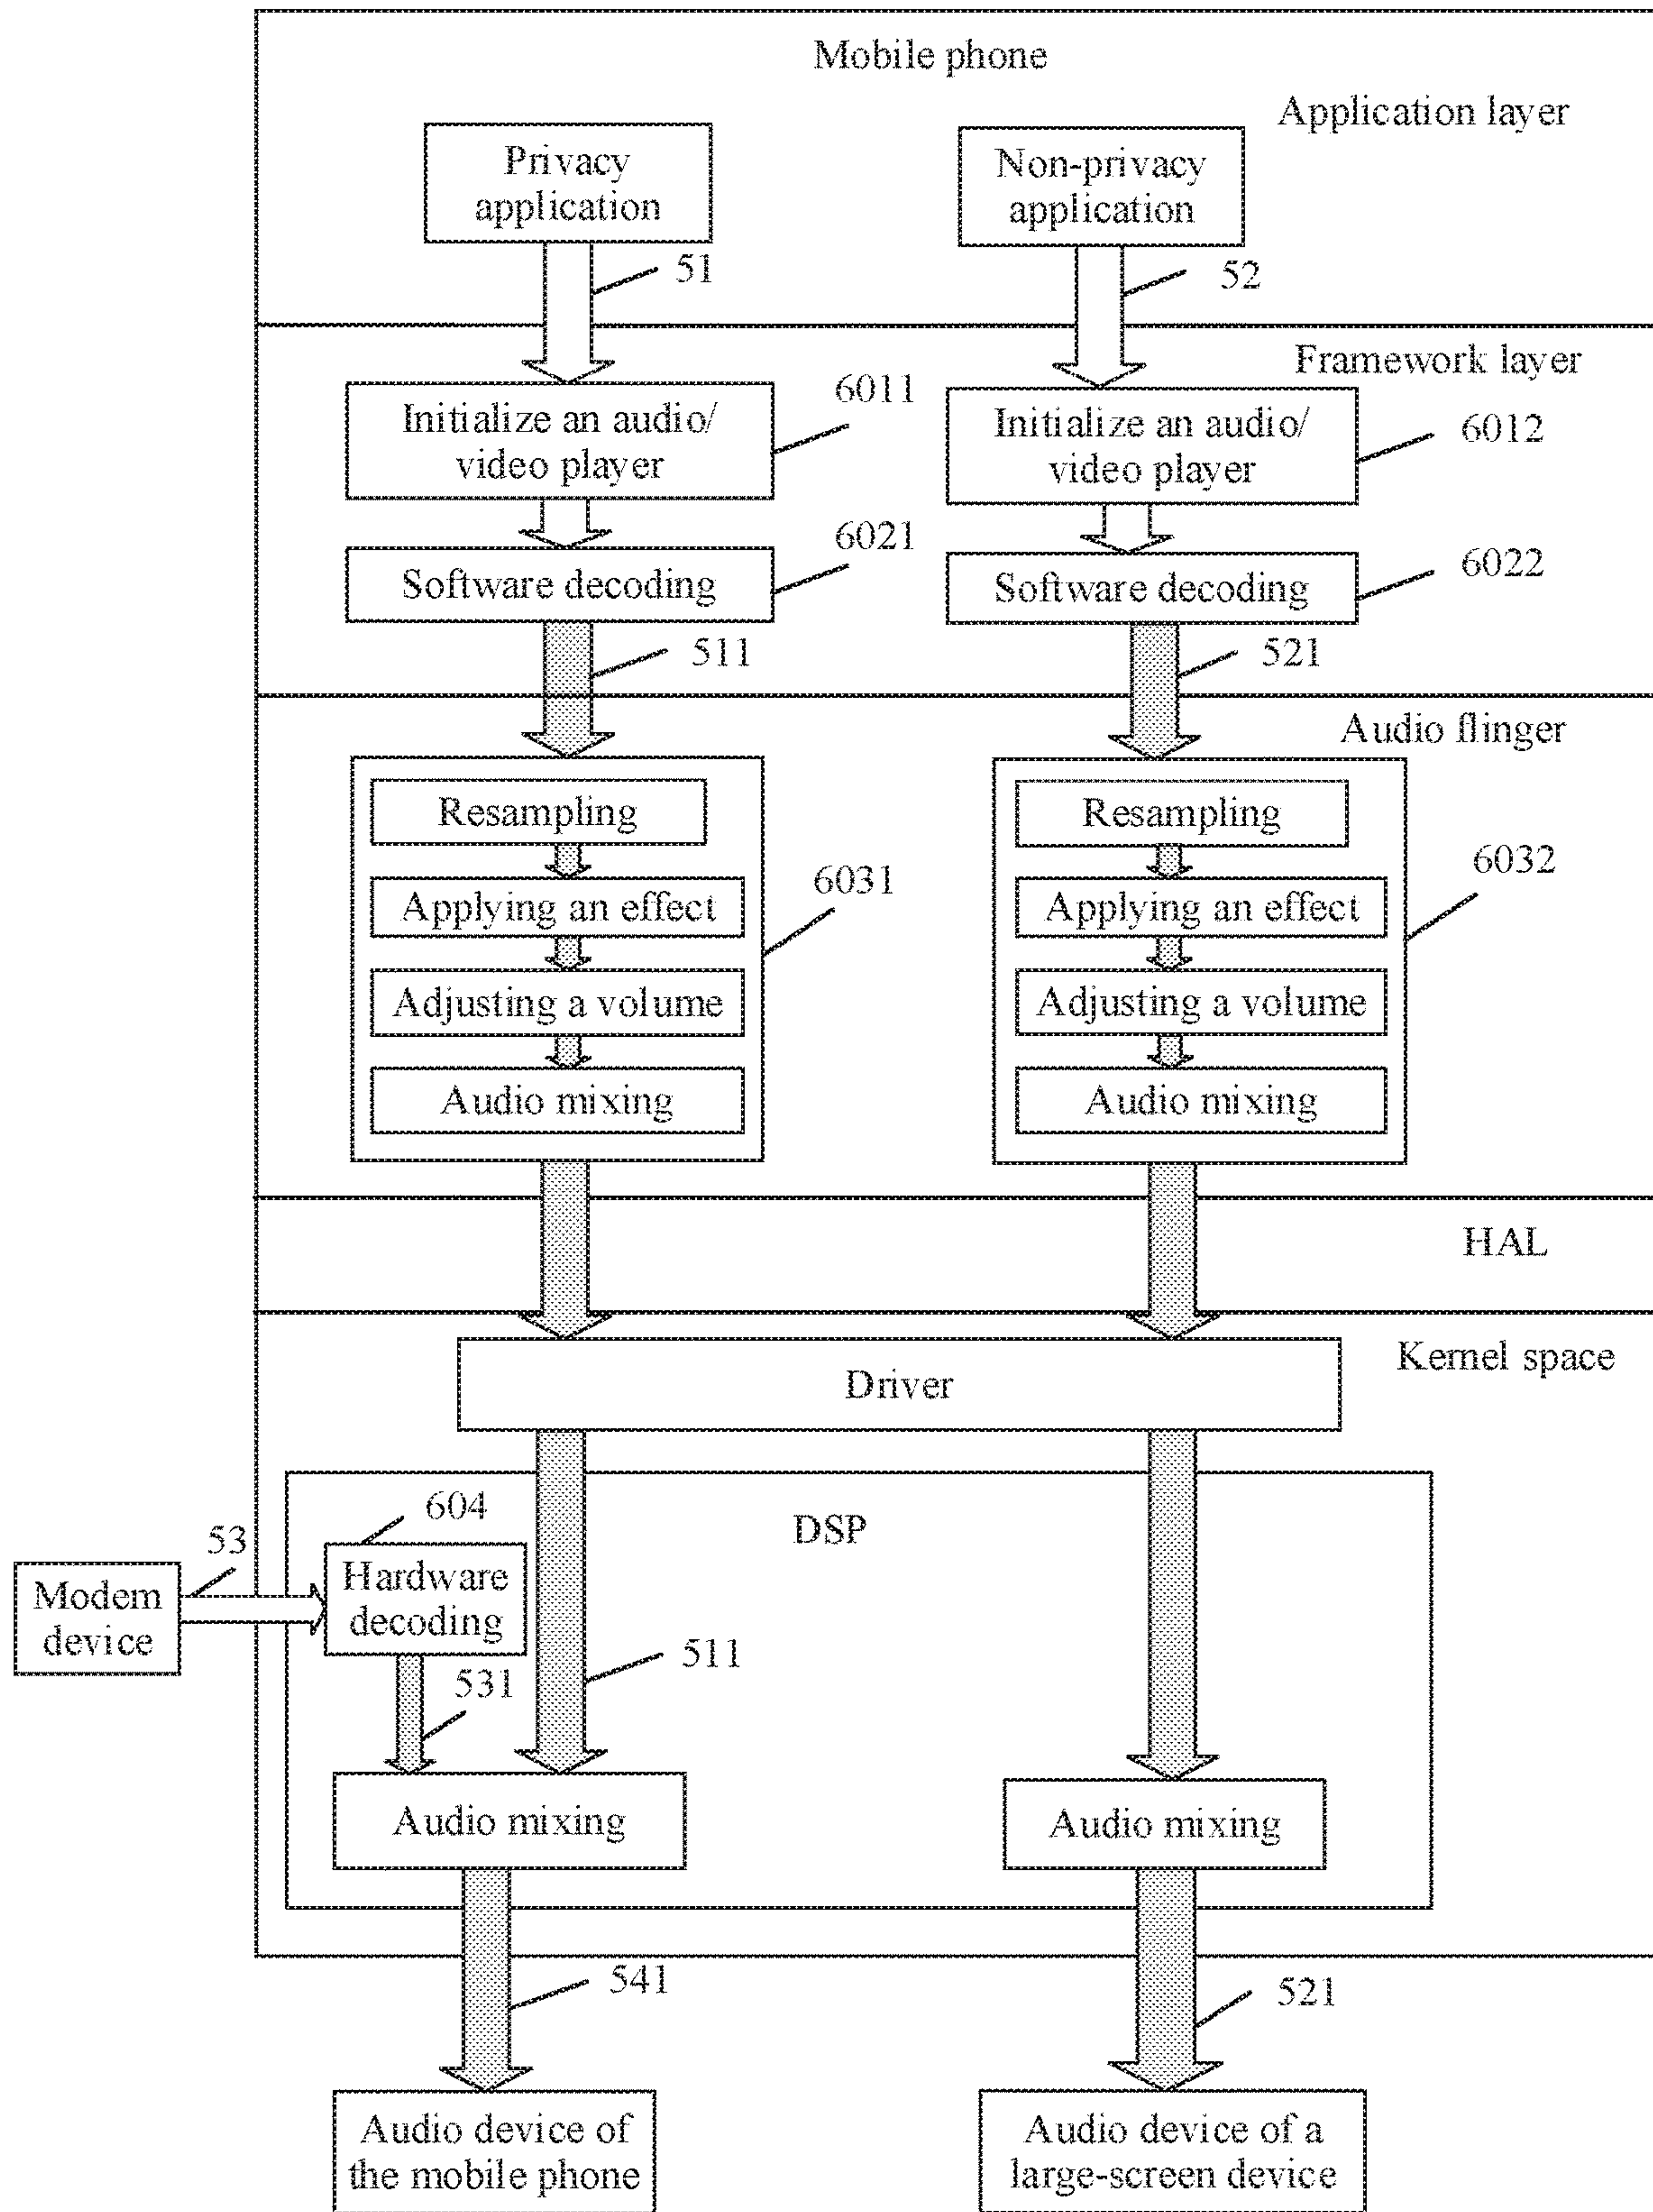 Mobile phone
Application layer
Privacy
application
Non-privacy
application
51
52
Framework layer
Initialize an audio/
video player
6011
Initialize an audio/
video player
6012
Software decoding
6021
Software decoding
6022
511
521
Audio flinger
Resampling
Applying an effect
Adjusting a volume
Audio mixing
6031
Resampling
Applying an effect
Adjusting a volume
Audio mixing
6032
HAL
Kernel space
Driver
DSP
604
53
Modem
device
Hardware
decoding
531
511
Audio mixing
Audio mixing
541
521
Audio device of
the mobile phone
Audio device of a
large-screen device